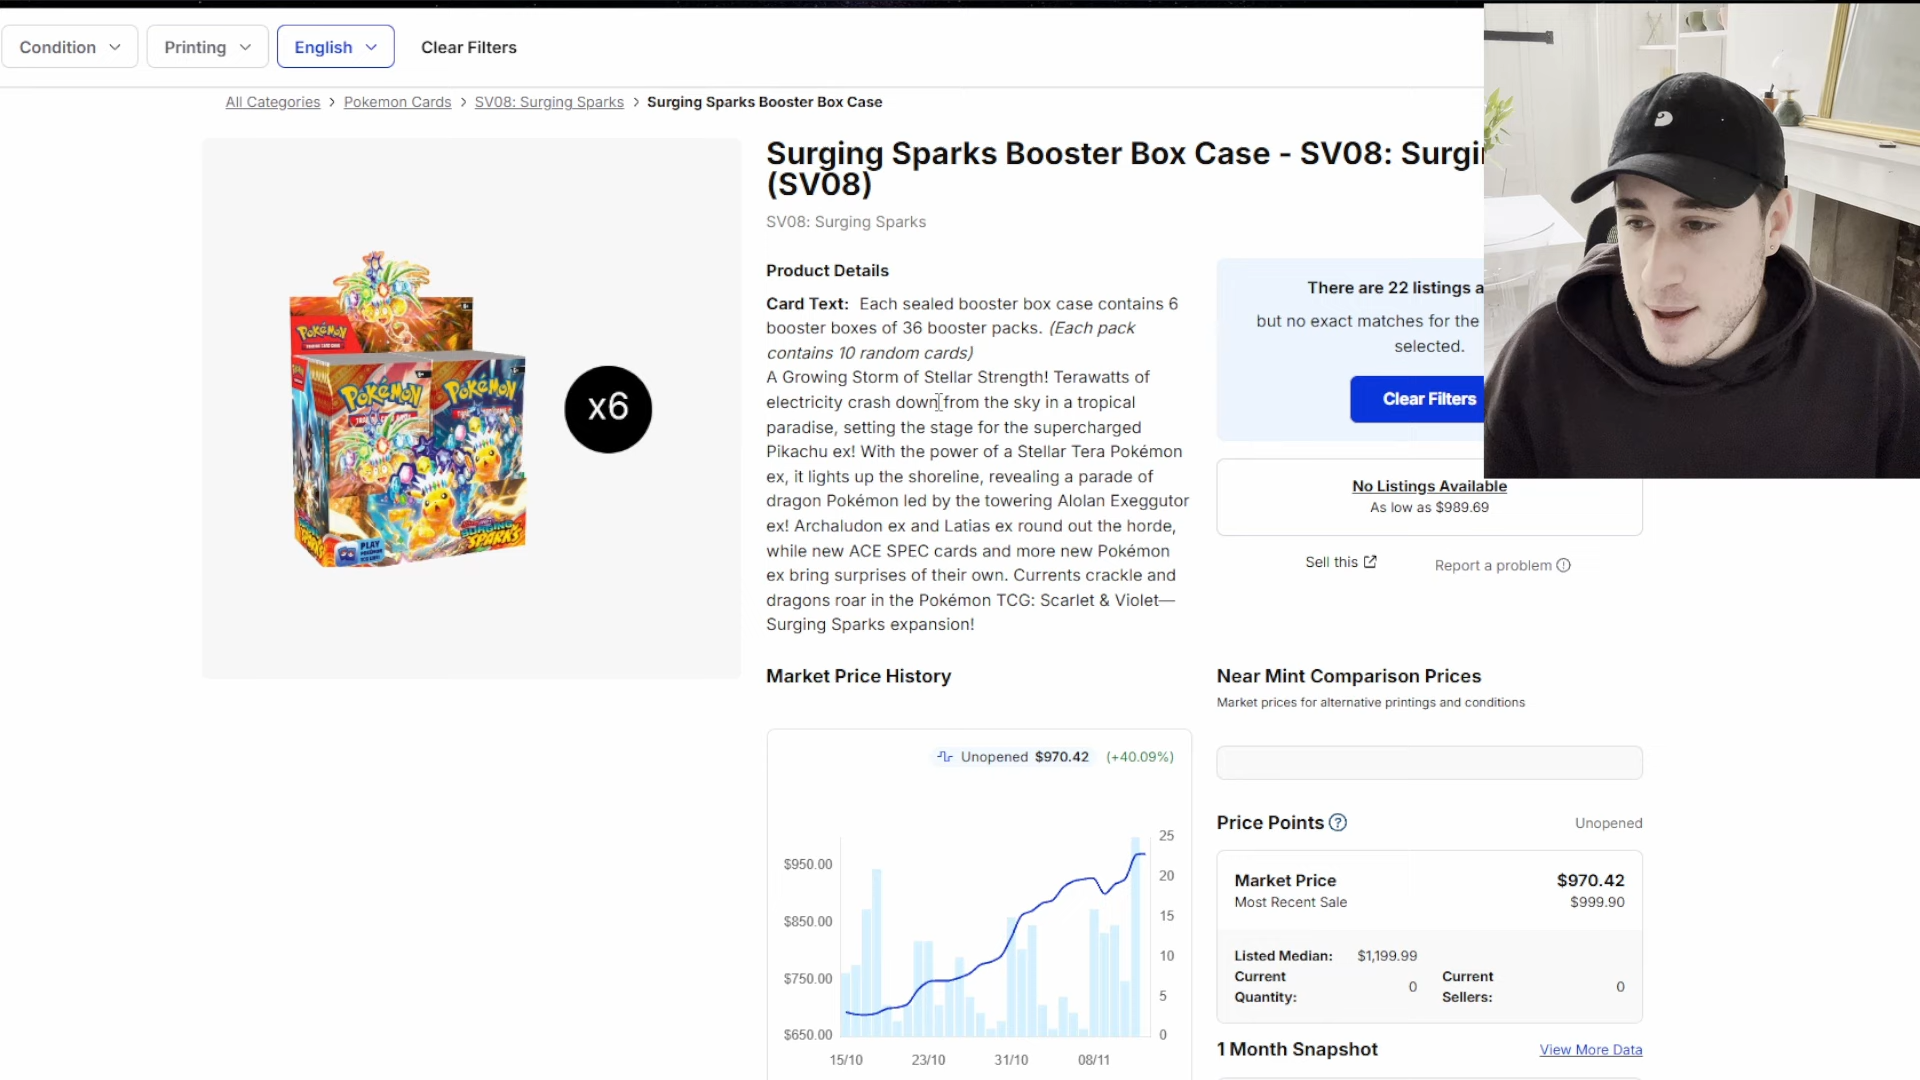 Condition
Printing
English
Clear Filters
All Categories > Pokemon Cards > SV08: Surging Sparks > Surging Sparks Booster Box Case
Surging Sparks Booster Box Case - SV08: Surgi
(SV08)
SV08: Surging Sparks
Product Details
Card Text: Each sealed booster box case contains 6
booster boxes of 36 booster packs. (Each pack
contains 10 random cards)
A Growing Storm of Stellar Strength! Terawatts of
electricity crash down from the sky in a tropical
paradise, setting the stage for the supercharged
Pikachu ex! With the power of a Stellar Tera Pokémon
ex, it lights up the shoreline, revealing a parade of
dragon Pokémon led by the towering Alolan Exeggutor
ex! Archaludon ex and Latias ex round out the horde,
while new ACE SPEC cards and more new Pokémon
ex bring surprises of their own. Currents crackle and
dragons roar in the Pokémon TCG: Scarlet & Violet—
Surging Sparks expansion!
There are 22 listings a
but no exact matches for the
selected.
Clear Filters
No Listings Available
As low as $989.69
Sell this
Report a problem
POKÉMON
POKÉMON
POKÉMON
PLAY
SURGING
SPARKS
x6
Market Price History
Unopened $970.42 (+40.09%)
$950.00
$850.00
$750.00
$650.00
25
20
15
10
5
0
15/10
23/10
31/10
08/11
Near Mint Comparison Prices
Market prices for alternative printings and conditions
Price Points ?
Unopened
Market Price $970.42
Most Recent Sale $999.90
Listed Median: $1,199.99
Current Quantity: 0
Current Sellers: 0
1 Month Snapshot
View More Data